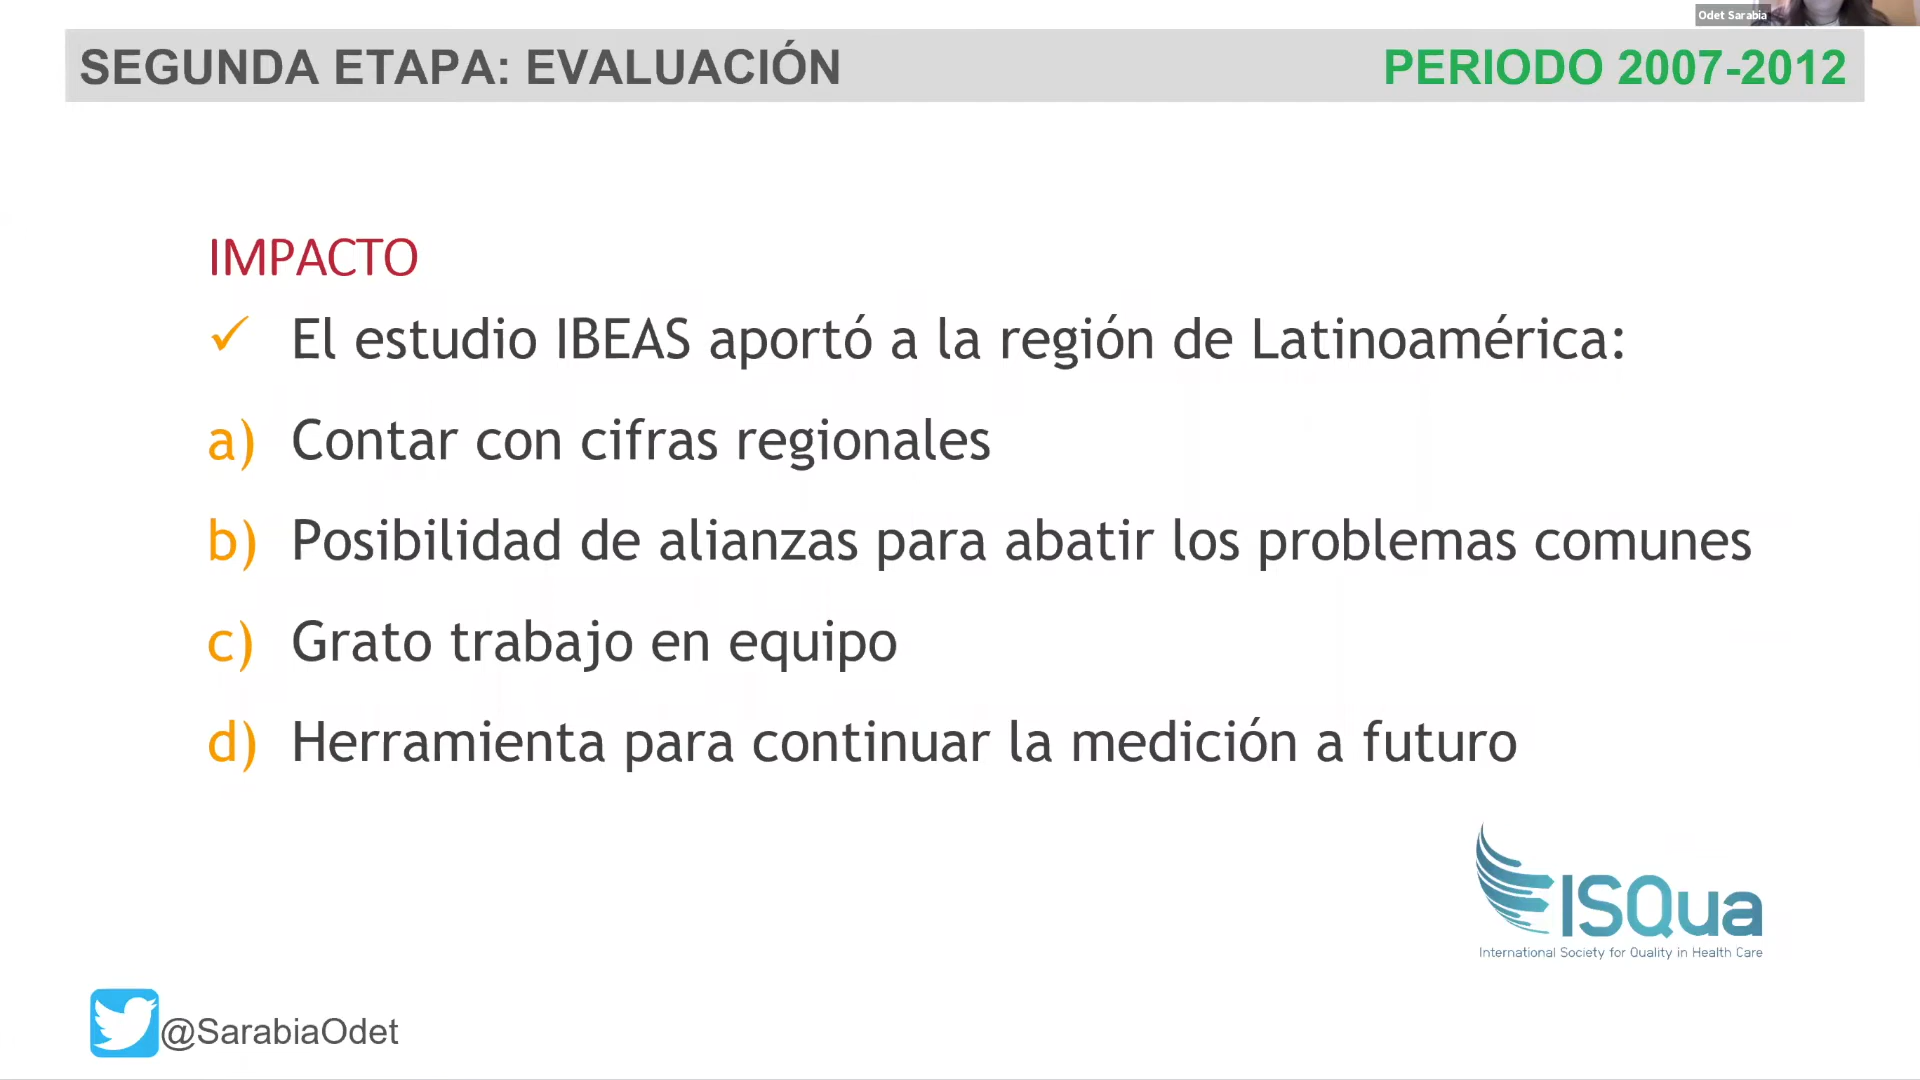 Odet Sarabia
SEGUNDA ETAPA: EVALUACIÓN
PERIODO 2007-2012
IMPACTO
✓ El estudio IBEAS aportó a la región de Latinoamérica:
a) Contar con cifras regionales
b) Posibilidad de alianzas para abatir los problemas comunes
c) Grato trabajo en equipo
d) Herramienta para continuar la medición a futuro
ISQua
International Society for Quality in Health Care
@SarabiaOdet